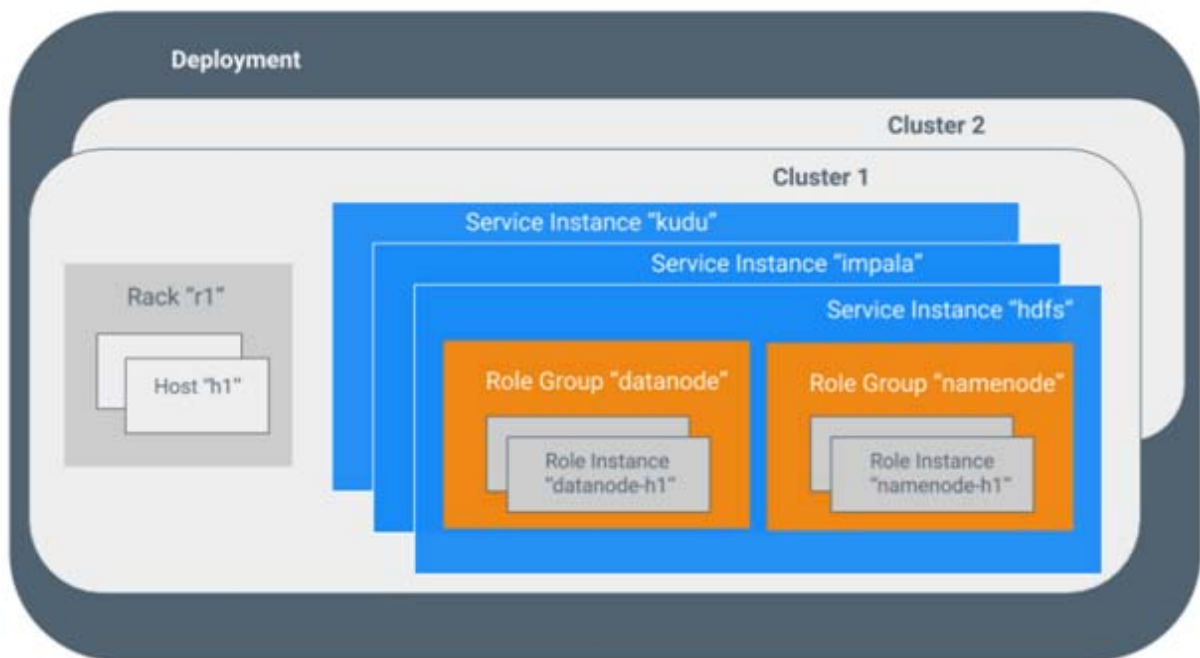 Deployment
Cluster 2
Cluster 1
Service Instance “kudu”
Service Instance “impala”
Service Instance “hdfs”
Rack “r1”
Host “h1”
Role Group “datanode”
Role Instance
“datanode-h1”
Role Group “namenode”
Role Instance
“namenode-h1”